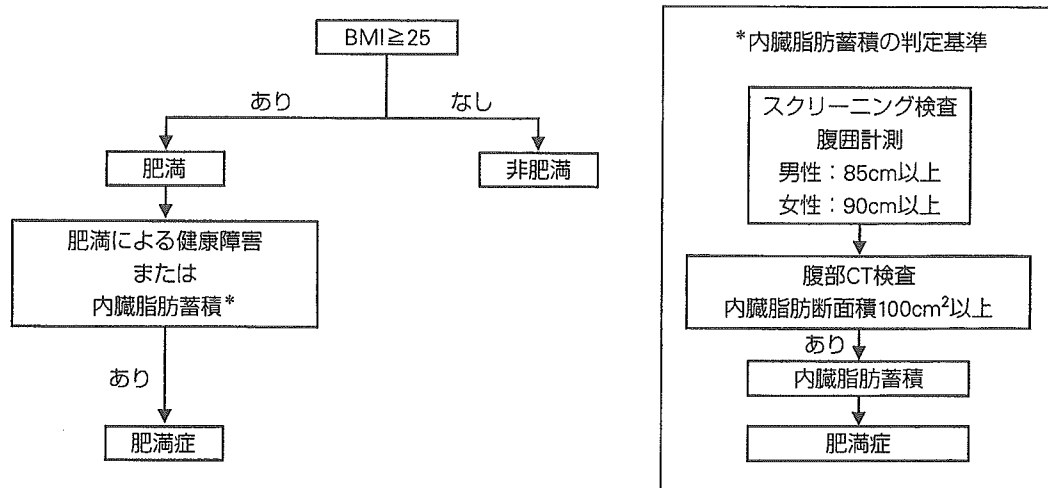 BMI≧25
あり
なし
肥満
非肥満
肥満による健康障害
または
内臓脂肪蓄積*
あり
肥満症
*内臓脂肪蓄積の判定基準
スクリーニング検査
腹囲計測
男性：85cm以上
女性：90cm以上
腹部CT検査
内臓脂肪断面積100cm²以上
あり
内臓脂肪蓄積
肥満症